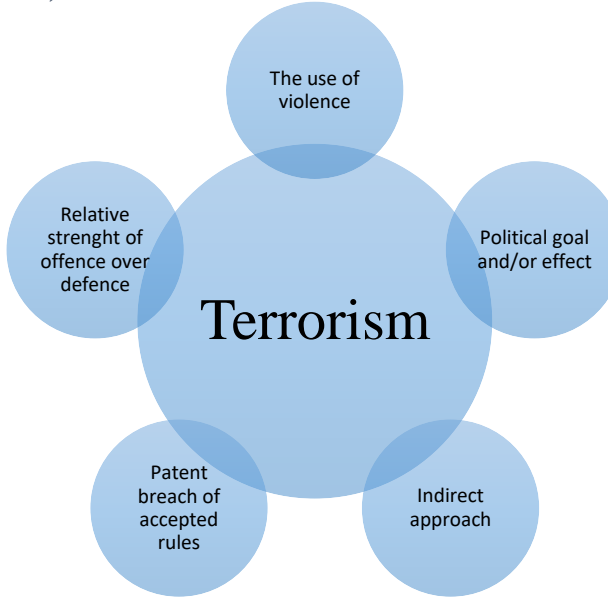 The use of
violence
Political goal
and/or effect
Indirect
approach
Patent
breach of
accepted
rules
Relative
strenght of
offence over
defence
Terrorism